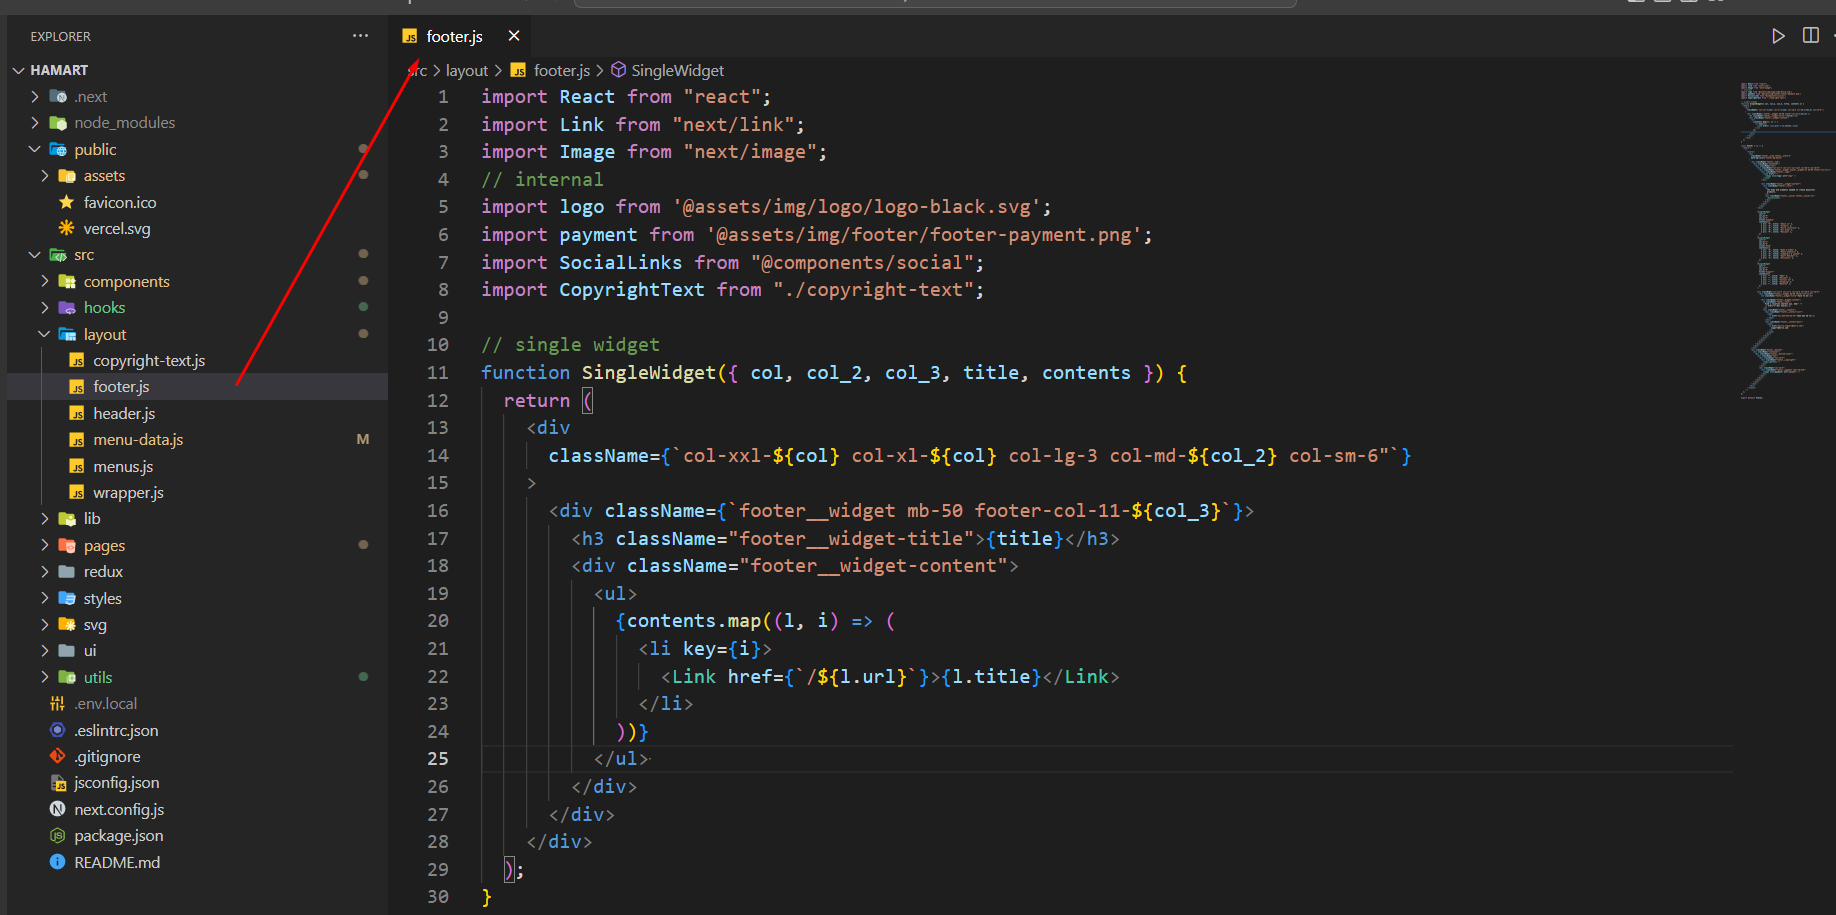 EXPLORER
HAMART
.next
node_modules
public
assets
favicon.ico
vercel.svg
src
components
hooks
layout
copyright-text.js
footer.js
header.js
menu-data.js M
menus.js
wrapper.js
lib
pages
redux
styles
svg
ui
utils
.env.local
.eslintrc.json
.gitignore
jsconfig.json
next.config.js
package.json
README.md
JS footer.js ×
src > layout > JS footer.js > SingleWidget
1 import React from "react";
2 import Link from "next/link";
3 import Image from "next/image";
4 // internal
5 import logo from '@assets/img/logo/logo-black.svg';
6 import payment from '@assets/img/footer/footer-payment.png';
7 import SocialLinks from "@components/social";
8 import CopyrightText from "./copyright-text";
9
10 // single widget
11 function SingleWidget({ col, col_2, col_3, title, contents }) {
12 return (
13 <div
14 className={`col-xxl-${col} col-xl-${col} col-lg-3 col-md-${col_2} col-sm-6"`}
15 >
16 <div className={`footer__widget mb-50 footer-col-11-${col_3}`}>
17 <h3 className="footer__widget-title">{title}</h3>
18 <div className="footer__widget-content">
19 <ul>
20 {contents.map((l, i) => (
21 <li key={i}>
22 <Link href={`/${l.url}`}>{l.title}</Link>
23 </li>
24 ))}
25 </ul>
26 </div>
27 </div>
28 </div>
29 );
30 }